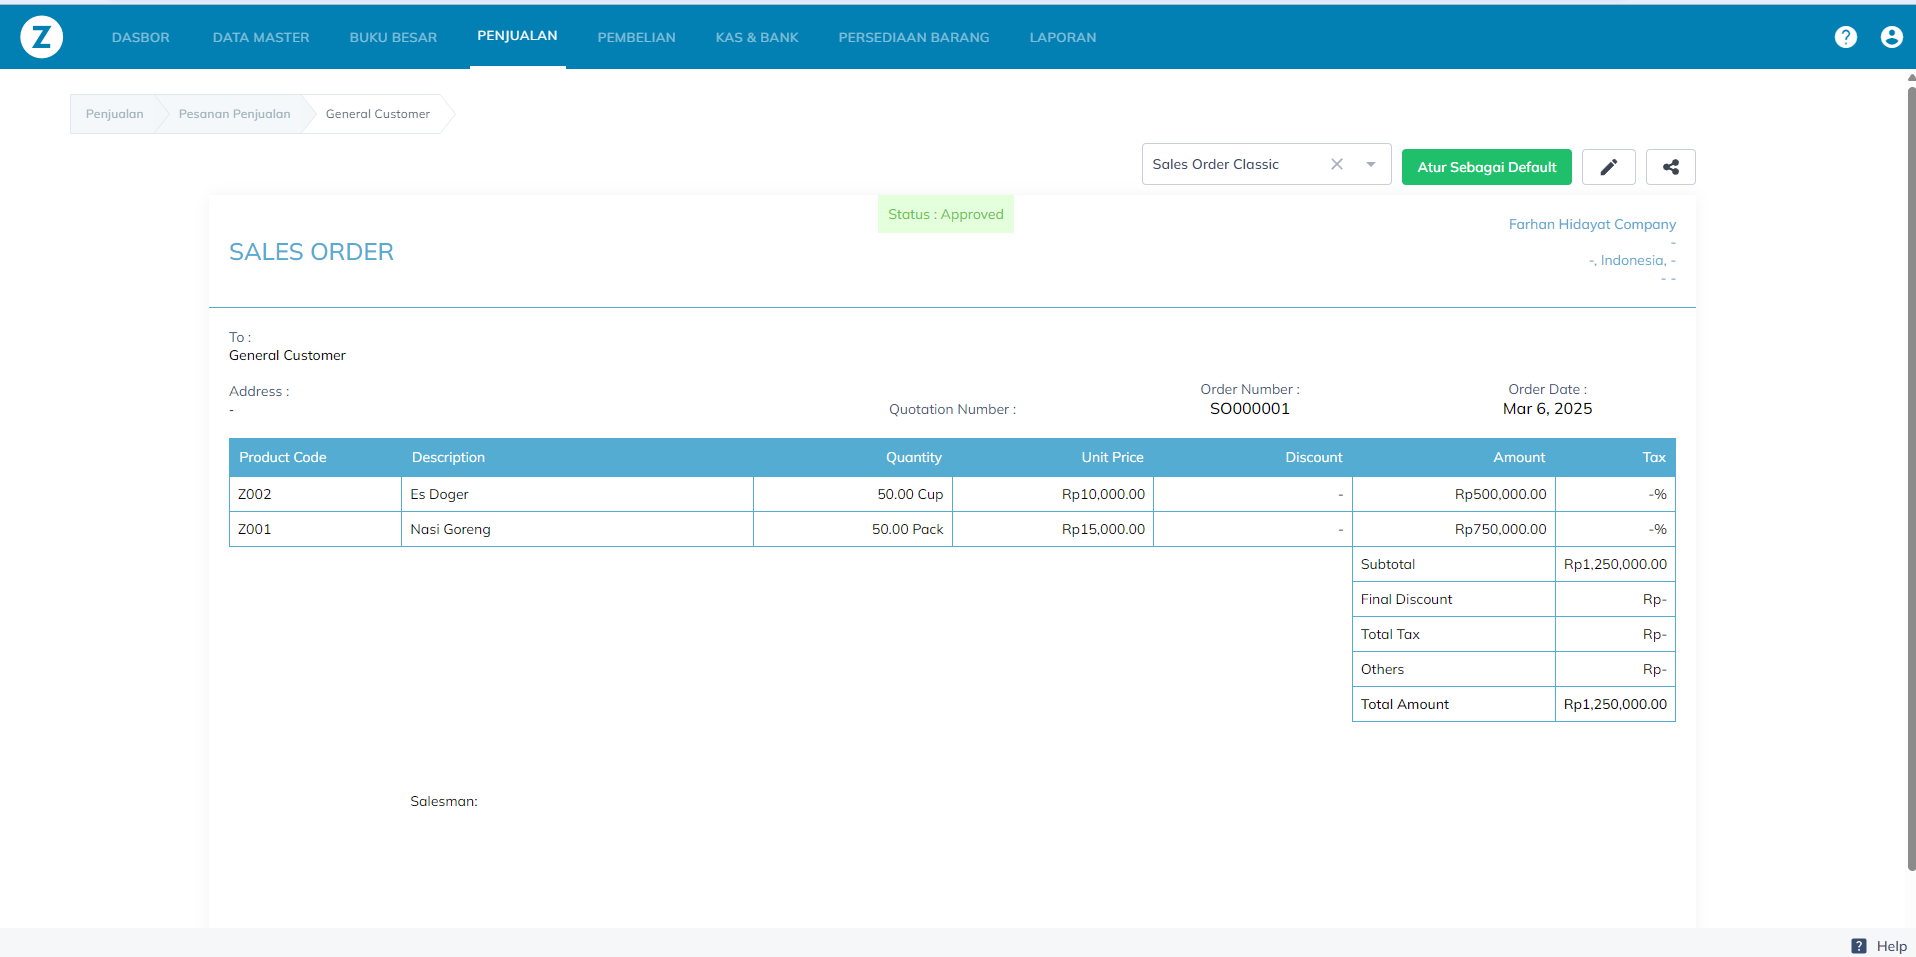 Z DASBOR DATA MASTER BUKU BESAR PENJUALAN PEMBELIAN KAS & BANK PERSEDIAAN BARANG LAPORAN ?
Penjualan Pesanan Penjualan General Customer
Sales Order Classic Atur Sebagai Default
Status : Approved
SALES ORDER
Farhan Hidayat Company
-
-, Indonesia, -
- -
To :
General Customer
Address :
-
Quotation Number :
Order Number :
SO000001
Order Date :
Mar 6, 2025
Product Code Description Quantity Unit Price Discount Amount Tax
Z002 Es Doger 50.00 Cup Rp10,000.00 - Rp500,000.00 -%
Z001 Nasi Goreng 50.00 Pack Rp15,000.00 - Rp750,000.00 -%
Subtotal Rp1,250,000.00
Final Discount Rp-
Total Tax Rp-
Others Rp-
Total Amount Rp1,250,000.00
Salesman:
? Help